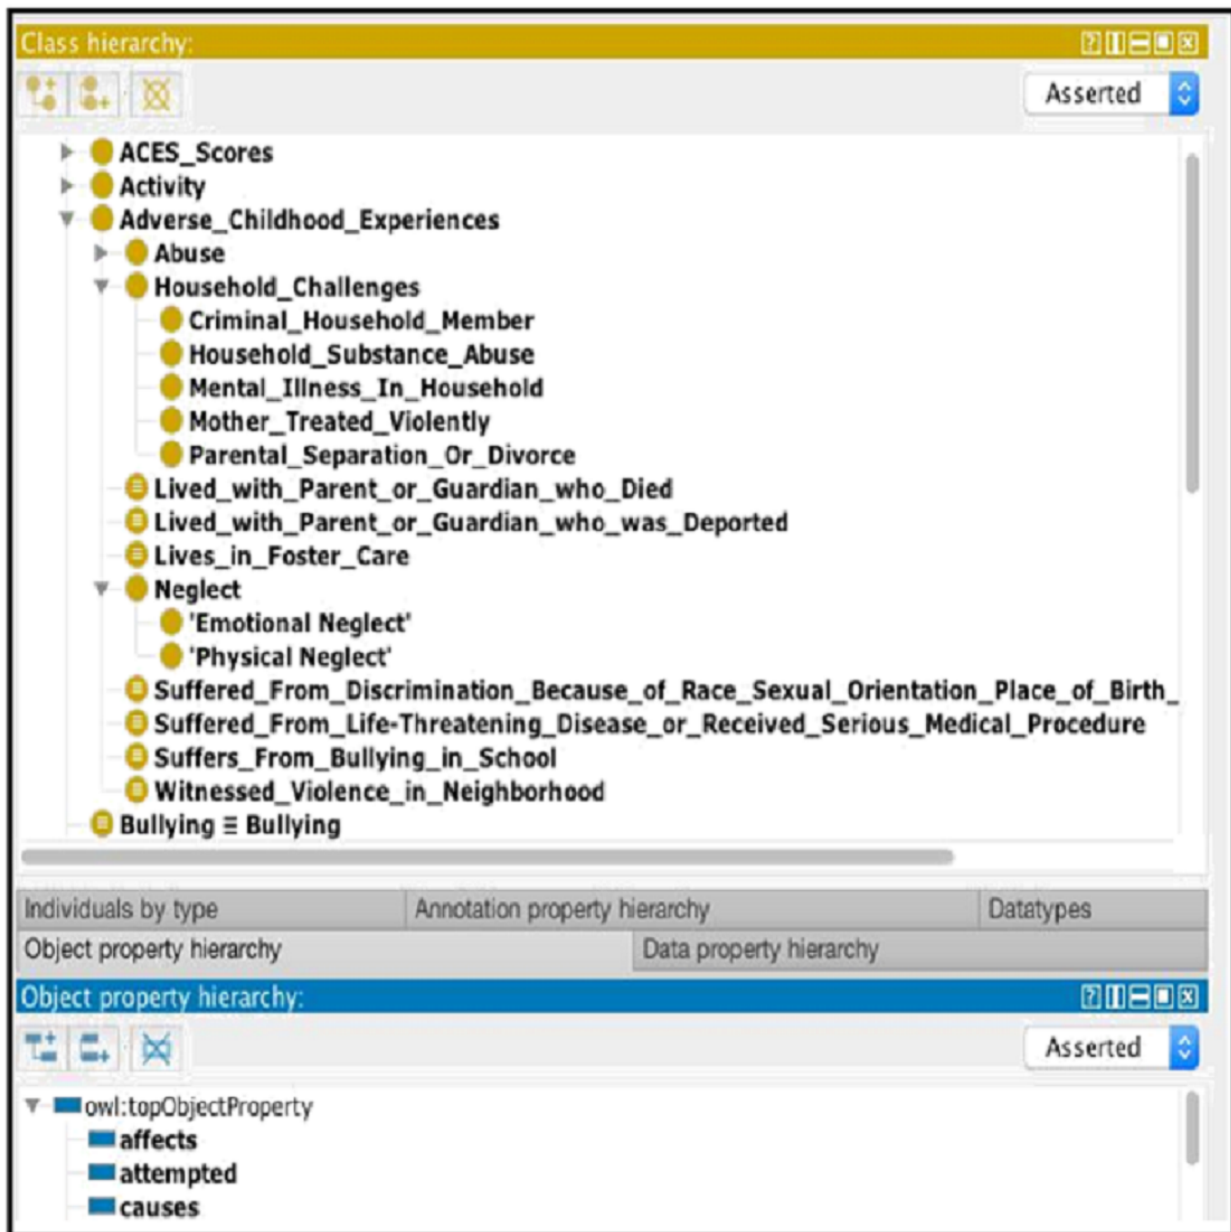 Class hierarchy:
Asserted
ACES_Scores
Activity
Adverse_Childhood_Experiences
Abuse
Household_Challenges
Criminal_Household_Member
Household_Substance_Abuse
Mental_Illness_In_Household
Mother_Treated_Violently
Parental_Separation_Or_Divorce
Lived_with_Parent_or_Guardian_who_Died
Lived_with_Parent_or_Guardian_who_was_Deported
Lives_in_Foster_Care
Neglect
'Emotional Neglect'
'Physical Neglect'
Suffered_From_Discrimination_Because_of_Race_Sexual_Orientation_Place_of_Birth_
Suffered_From_Life-Threatening_Disease_or_Received_Serious_Medical_Procedure
Suffers_From_Bullying_in_School
Witnessed_Violence_in_Neighborhood
Bullying ≡ Bullying
Individuals by type Annotation property hierarchy Datatypes
Object property hierarchy Data property hierarchy
Object property hierarchy:
Asserted
owl:topObjectProperty
affects
attempted
causes